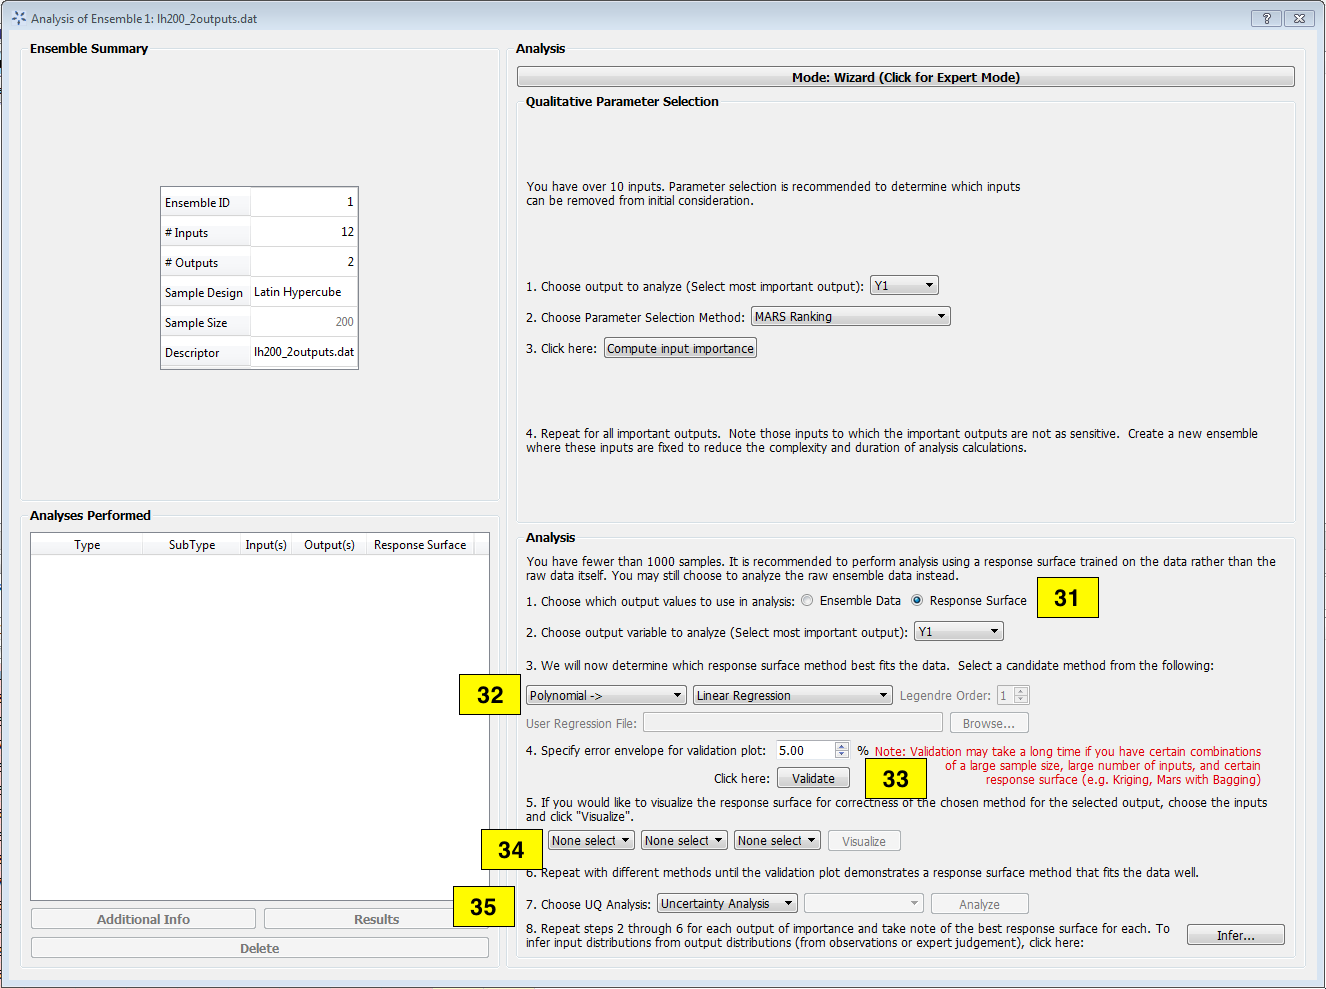 Analysis of Ensemble 1: lh200_2outputs.dat
Ensemble Summary
Ensemble ID 1
# Inputs 12
# Outputs 2
Sample Design Latin Hypercube
Sample Size 200
Descriptor lh200_2outputs.dat
Analyses Performed
Type SubType Input(s) Output(s) Response Surface
Additional Info Results
Delete
Analysis
Mode: Wizard (Click for Expert Mode)
Qualitative Parameter Selection
You have over 10 inputs. Parameter selection is recommended to determine which inputs
can be removed from initial consideration.
1. Choose output to analyze (Select most important output): Y1
2. Choose Parameter Selection Method: MARS Ranking
3. Click here: Compute input importance
4. Repeat for all important outputs.  Note those inputs to which the important outputs are not as sensitive.  Create a new ensemble
where these inputs are fixed to reduce the complexity and duration of analysis calculations.
Analysis
You have fewer than 1000 samples. It is recommended to perform analysis using a response surface trained on the data rather than the
raw data itself. You may still choose to analyze the raw ensemble data instead.
1. Choose which output values to use in analysis: Ensemble Data Response Surface 31
2. Choose output variable to analyze (Select most important output): Y1
3. We will now determine which response surface method best fits the data.  Select a candidate method from the following:
32 Polynomial -> Linear Regression Legendre Order: 1
User Regression File: Browse...
4. Specify error envelope for validation plot: 5.00 % Note: Validation may take a long time if you have certain combinations
of a large sample size, large number of inputs, and certain
response surface (e.g. Kriging, Mars with Bagging)
Click here: Validate 33
5. If you would like to visualize the response surface for correctness of the chosen method for the selected output, choose the inputs
and click "Visualize".
34 None select None select None select Visualize
6. Repeat with different methods until the validation plot demonstrates a response surface method that fits the data well.
35 7. Choose UQ Analysis: Uncertainty Analysis Analyze
8. Repeat steps 2 through 6 for each output of importance and take note of the best response surface for each. To
infer input distributions from output distributions (from observations or expert judgement), click here: Infer...